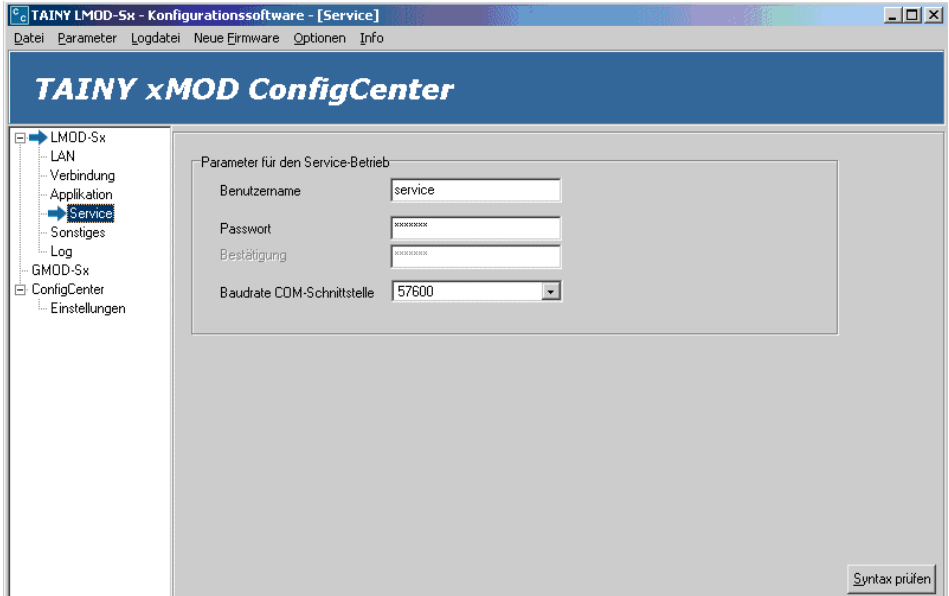 TAINY LMOD-Sx - Konfigurationssoftware - [Service]
Datei Parameter Logdatei Neue Firmware Optionen Info
TAINY xMOD ConfigCenter
LMOD-Sx
LAN
Verbindung
Applikation
Service
Sonstiges
Log
GMOD-Sx
ConfigCenter
Einstellungen
Parameter für den Service-Betrieb
Benutzername service
Passwort xxxxxxx
Bestätigung xxxxxxx
Baudrate COM-Schnittstelle 57600
Syntax prüfen